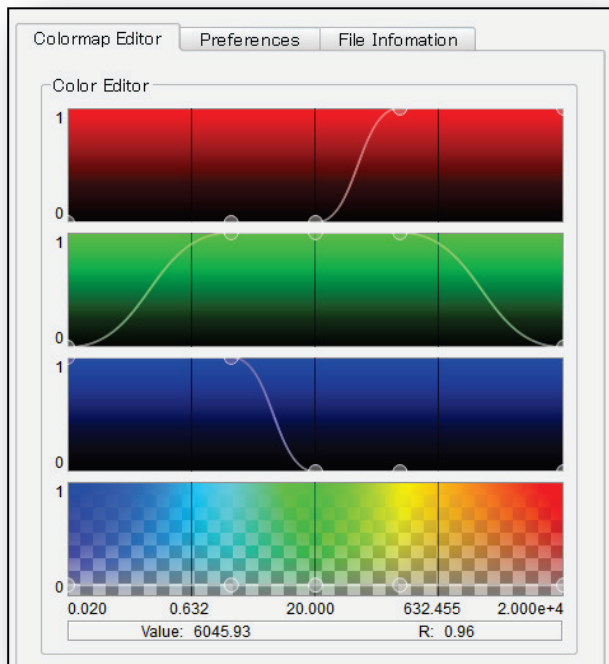 Colormap Editor Preferences File Infomation
Color Editor
1
0
1
0
1
0
1
0
0.020 0.632 20.000 632.455 2.000e+4
Value: 6045.93 R: 0.96